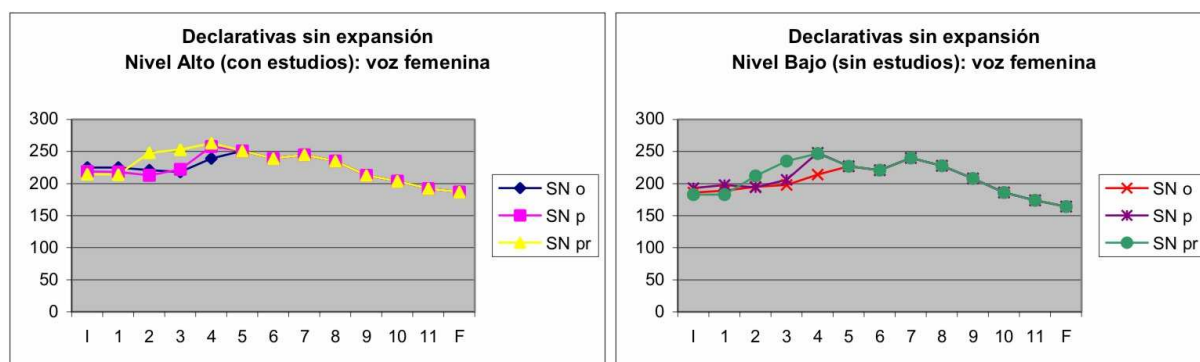 Declarativas sin expansión
Nivel Alto (con estudios): voz femenina
300
250
200
150
100
50
0
I 1 2 3 4 5 6 7 8 9 10 11 F
SN o
SN p
SN pr
Declarativas sin expansión
Nivel Bajo (sin estudios): voz femenina
300
250
200
150
100
50
0
I 1 2 3 4 5 6 7 8 9 10 11 F
SN o
SN p
SN pr